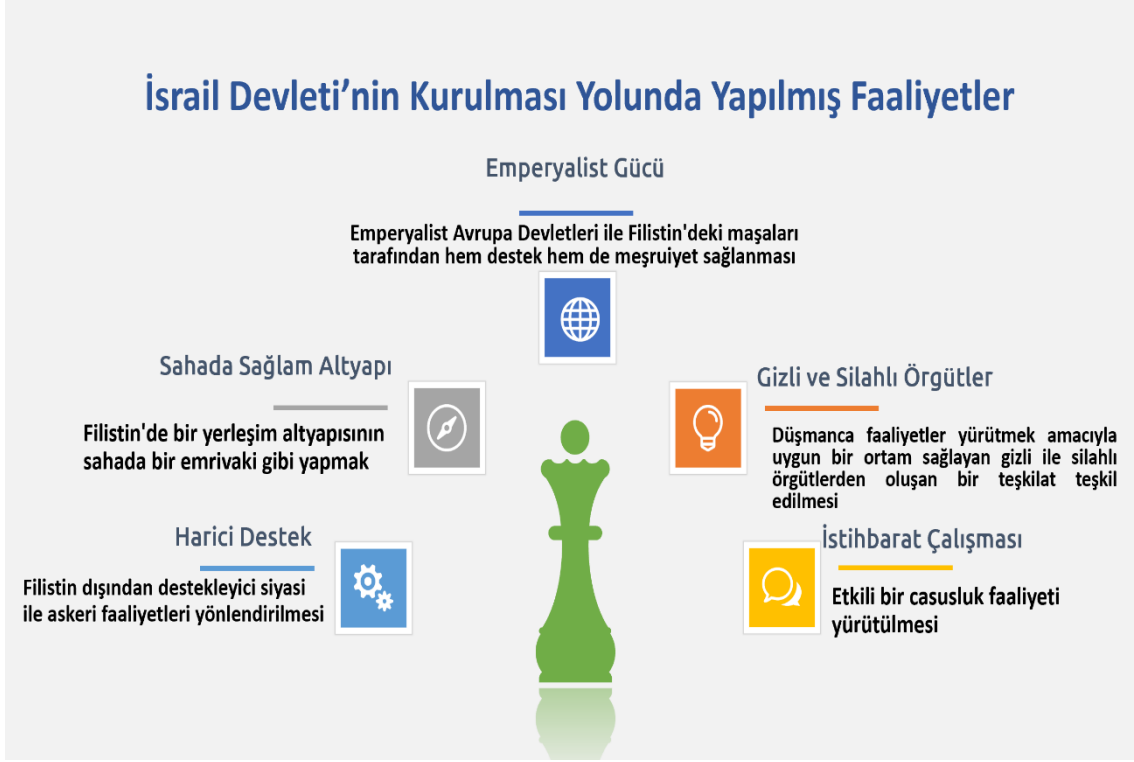 İsrail Devleti’nin Kurulması Yolunda Yapılmış Faaliyetler
Emperyalist Gücü
Emperyalist Avrupa Devletleri ile Filistin'deki maşaları
tarafından hem destek hem de meşruiyet sağlanması
Sahada Sağlam Altyapı
Filistin'de bir yerleşim altyapısının
sahada bir emrivaki gibi yapmak
Gizli ve Silahlı Örgütler
Düşmanca faaliyetler yürütmek amacıyla
uygun bir ortam sağlayan gizli ile silahlı
örgütlerden oluşan bir teşkilat teşkil
edilmesi
Harici Destek
Filistin dışından destekleyici siyasi
ile askeri faaliyetleri yönlendirilmesi
İstihbarat Çalışması
Etkili bir casusluk faaliyeti
yürütülmesi